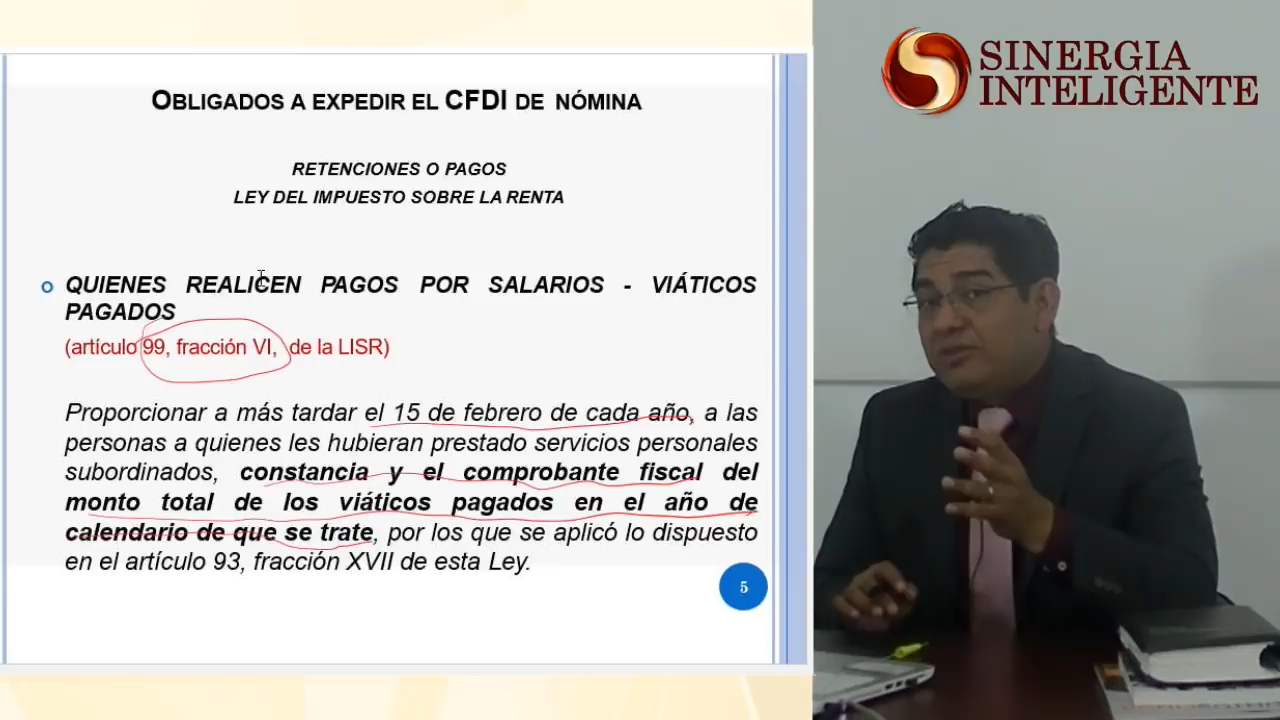 OBLIGADOS A EXPEDIR EL CFDI DE NÓMINA
RETENCIONES O PAGOS
LEY DEL IMPUESTO SOBRE LA RENTA
QUIENES REALICEN PAGOS POR SALARIOS - VIÁTICOS
PAGADOS
(artículo 99, fracción VI, de la LISR)
Proporcionar a más tardar el 15 de febrero de cada año, a las
personas a quienes les hubieran prestado servicios personales
subordinados, constancia y el comprobante fiscal del
monto total de los viáticos pagados en el año de
calendario de que se trate, por los que se aplicó lo dispuesto
en el artículo 93, fracción XVII de esta Ley.
5
SINERGIA
INTELIGENTE